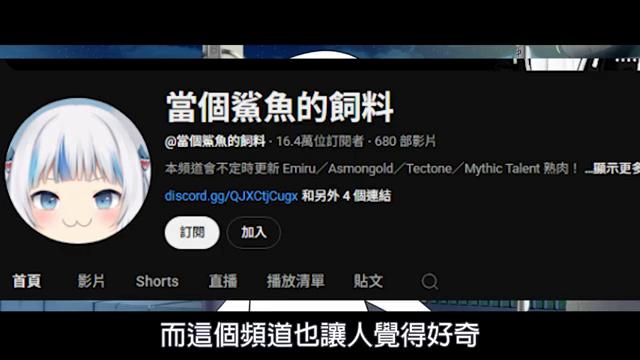 當個鯊魚的飼料
@當個鯊魚的飼料 · 16.4萬位訂閱者 · 680 部影片
本頻道會不定時更新 Emiru／Asmongold／Tectone／Mythic Talent 熟肉！ ...顯示更多
discord.gg/QJXCtjCugx 和另外 4 個連結
訂閱 加入
首頁 影片 Shorts 直播 播放清單 貼文
而這個頻道也讓人覺得好奇